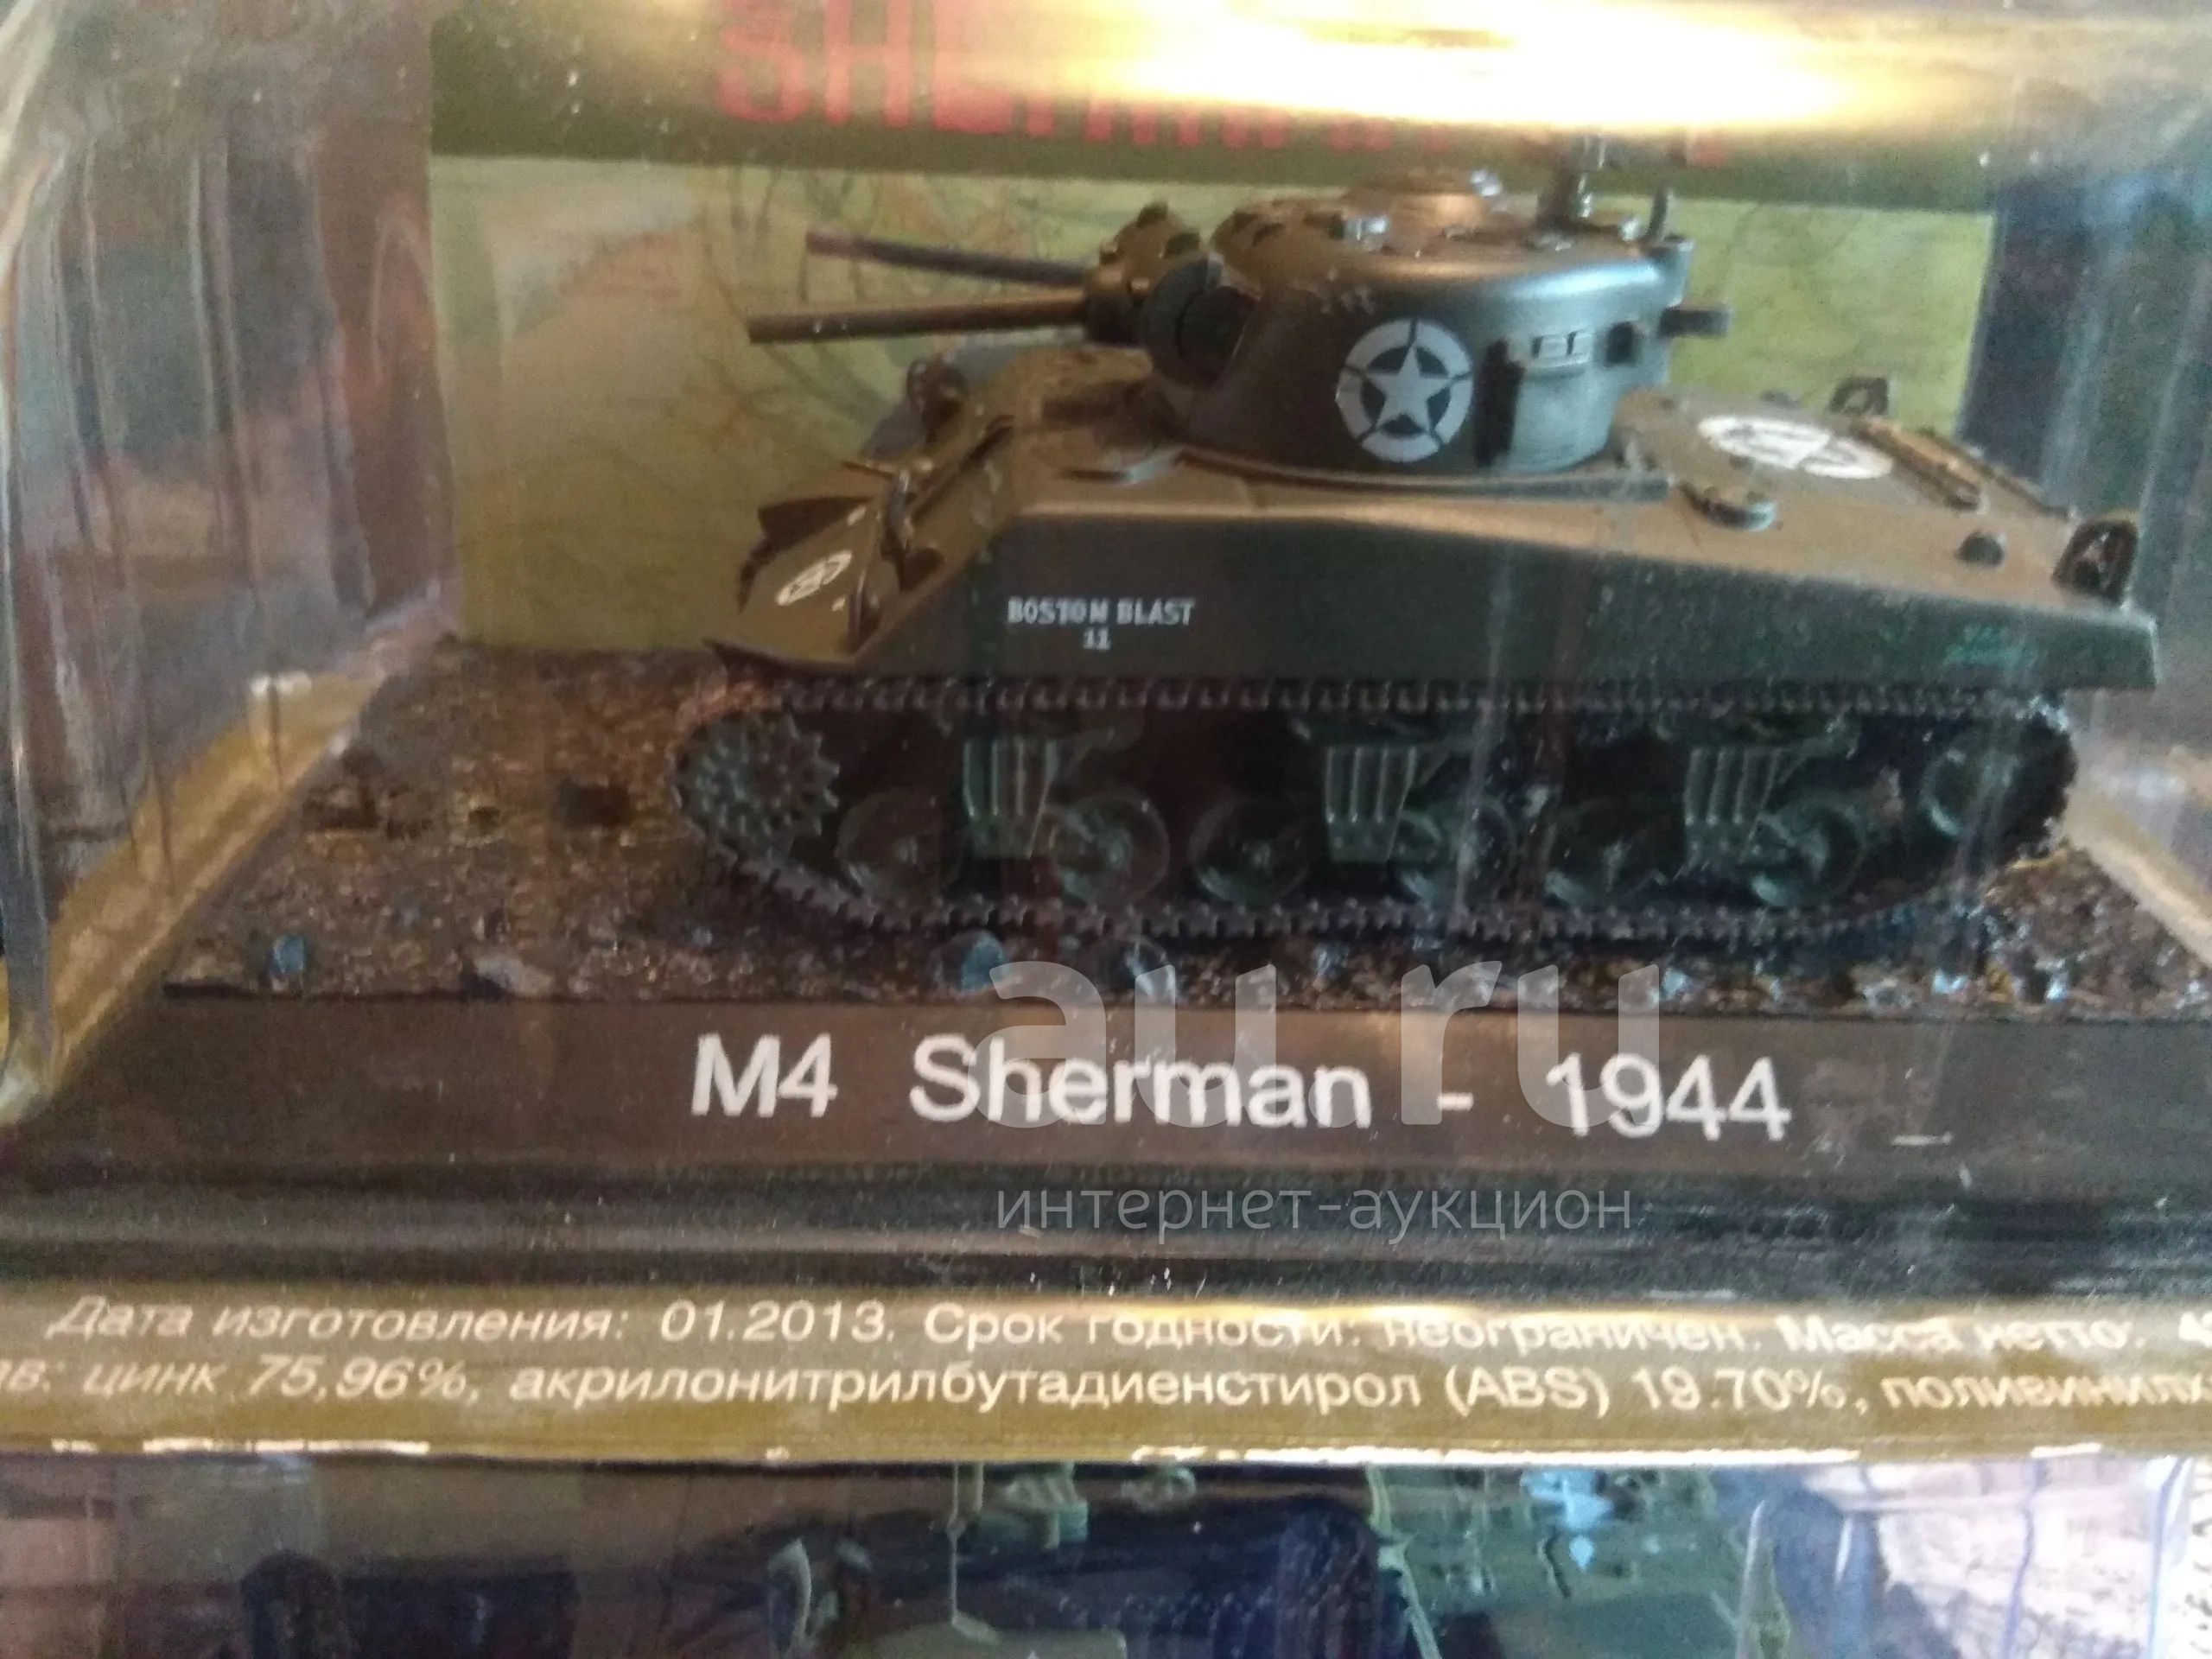 SHERMAN
BOSTON BLAST
11
M4 Sherman - 1944
au.ru
интернет-аукцион
Дата изготовления: 01.2013. Срок годности: неограничен. Масса нетто:
цинк 75,96%, акрилонитрилбутадиенстирол (ABS) 19.70%,